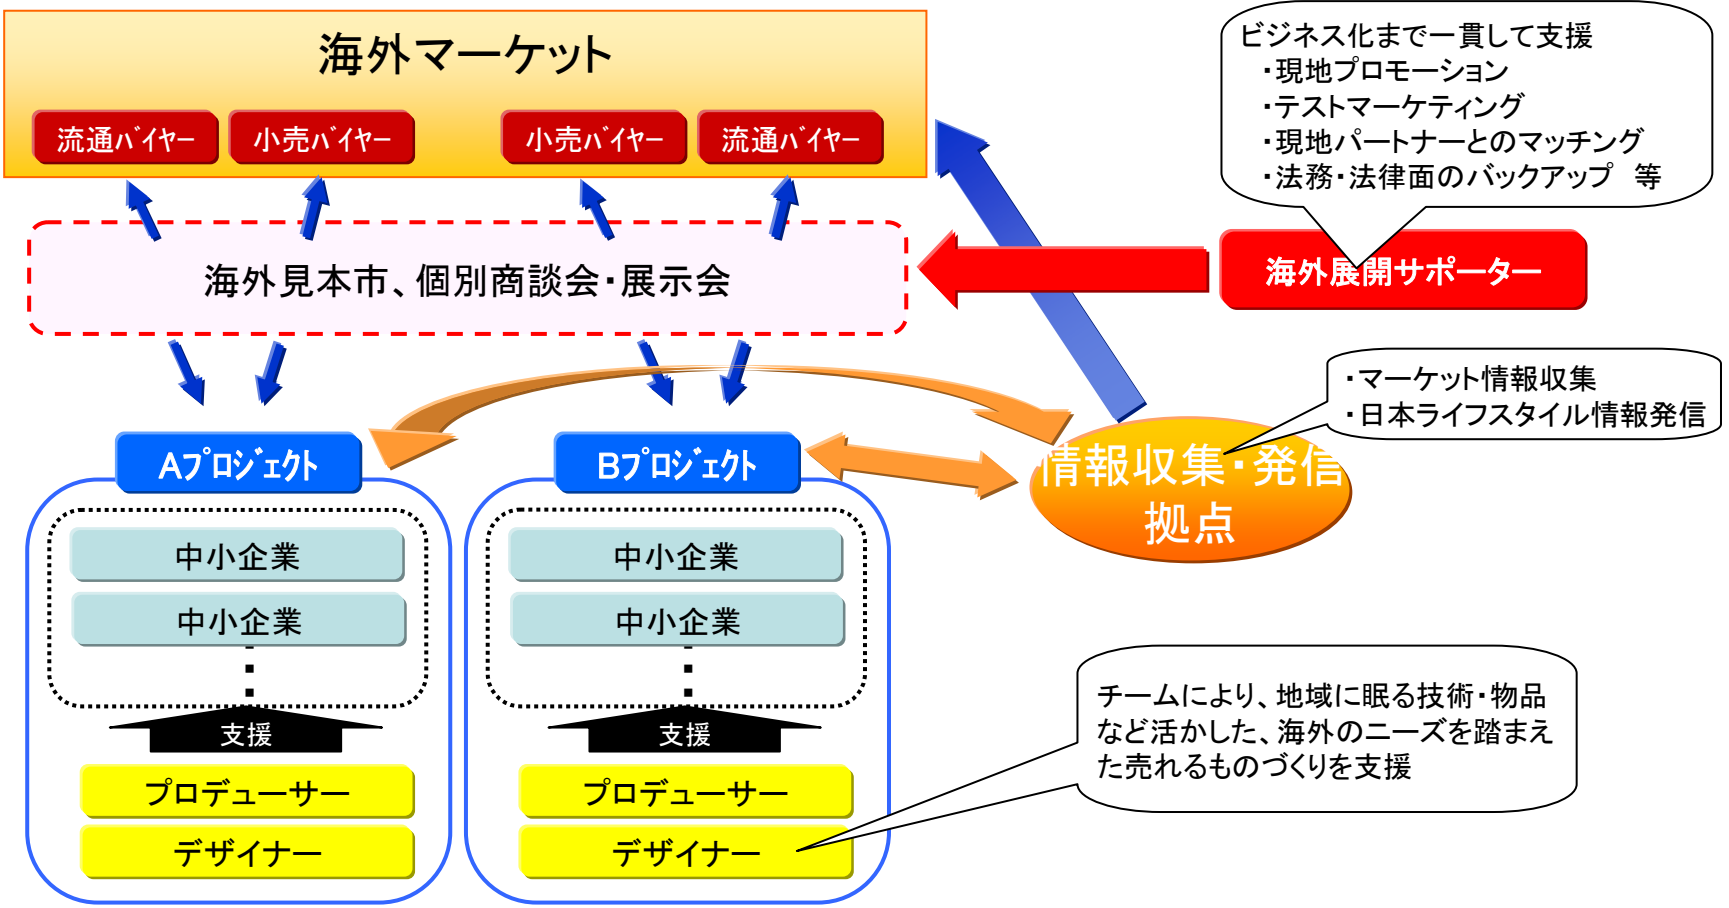 海外マーケット
流通バイヤー
小売バイヤー
小売バイヤー
流通バイヤー
ビジネス化まで一貫して支援
・現地プロモーション
・テストマーケティング
・現地パートナーとのマッチング
・法務・法律面のバックアップ　等
海外見本市、個別商談会・展示会
海外展開サポーター
・マーケット情報収集
・日本ライフスタイル情報発信
Aプロジェクト
Bプロジェクト
情報収集・発信
拠点
中小企業
中小企業
支援
プロデューサー
デザイナー
中小企業
中小企業
支援
プロデューサー
デザイナー
チームにより、地域に眠る技術・物品
など活かした、海外のニーズを踏まえ
た売れるものづくりを支援